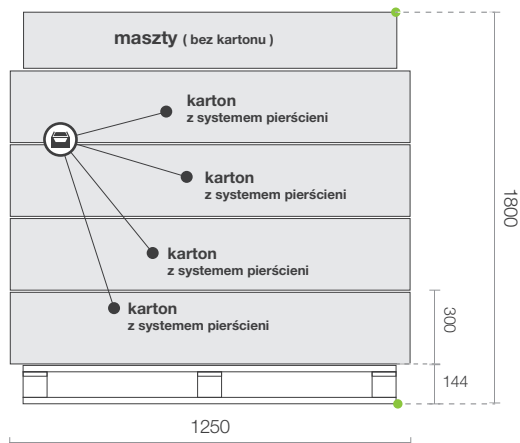 maszty ( bez kartonu )
karton
z systemem pierścieni
karton
z systemem pierścieni
karton
z systemem pierścieni
karton
z systemem pierścieni
1800
300
144
1250